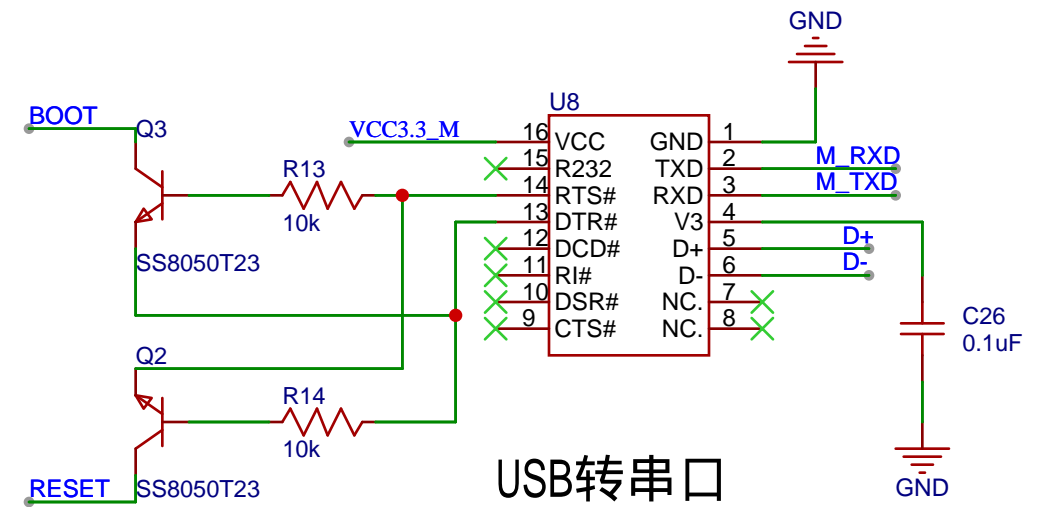 GND
U8
BOOT
Q3
VCC3.3_M
16 VCC GND 1
15 R232 TXD 2 M_RXD
R13
14 RTS# RXD 3 M_TXD
10k
13 DTR# V3 4
12 DCD# D+ 5 D+
SS8050T23
11 RI# D- 6 D-
10 DSR# NC. 7
9 CTS# NC. 8
C26
0.1uF
Q2
R14
10k
USB转串口
RESET
SS8050T23
GND